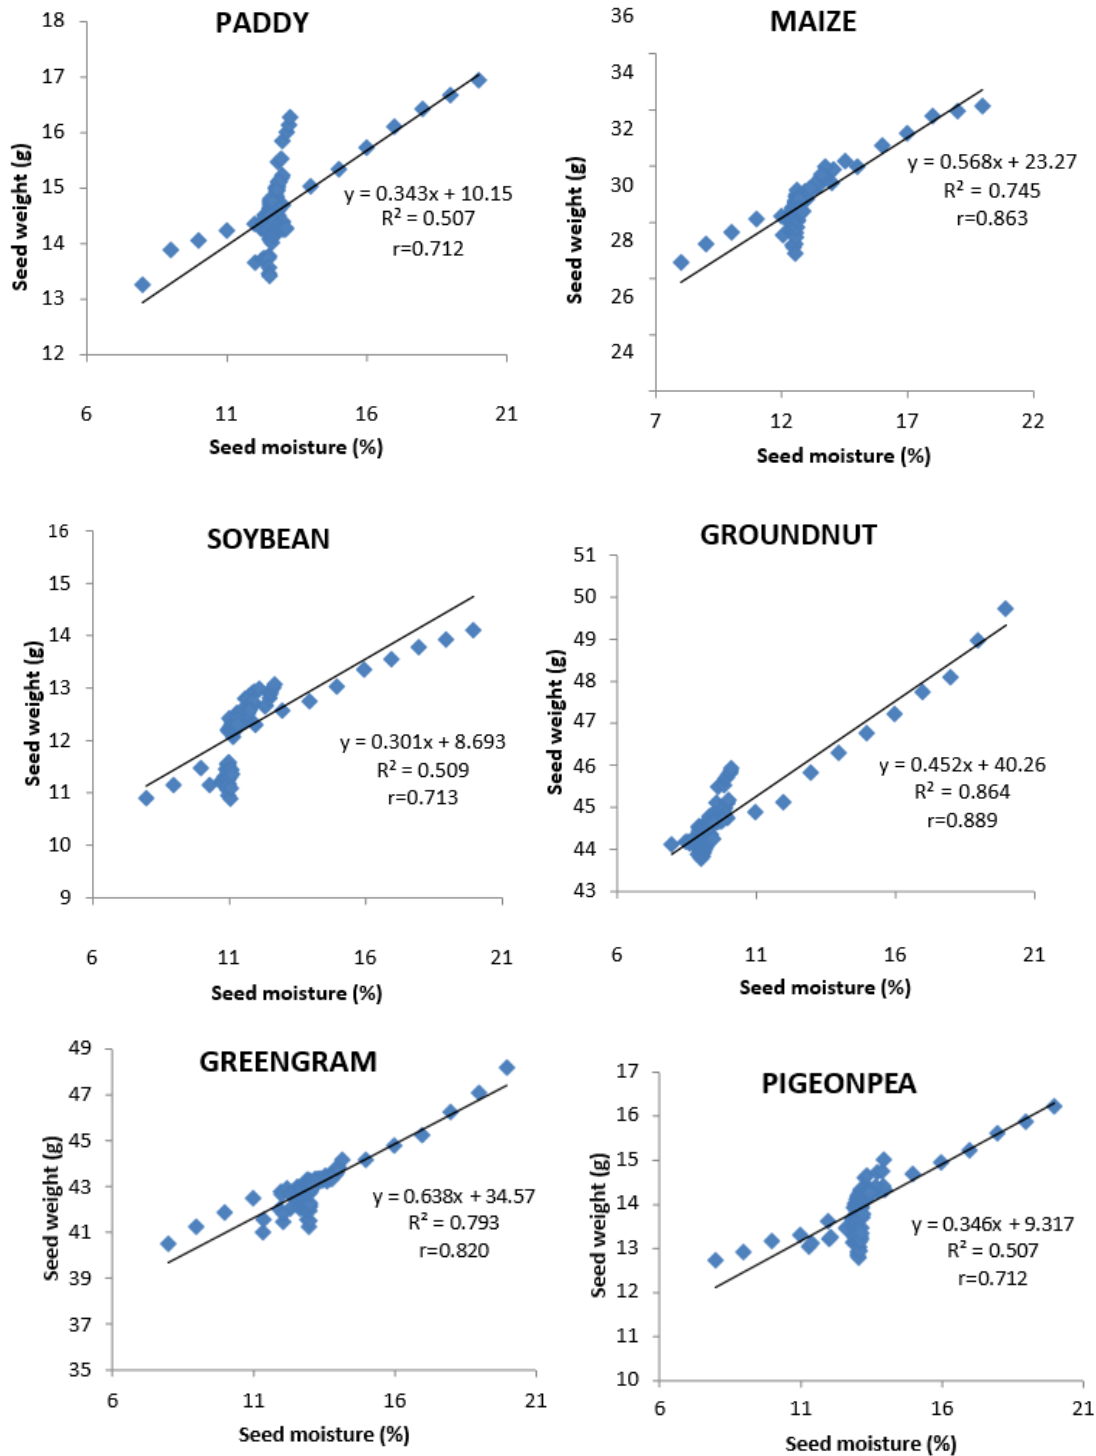 PADDY
18
17
16
15
14
13
12
Seed weight (g)
y = 0.343x + 10.15
R² = 0.507
r=0.712
6 11 16 21
Seed moisture (%)
MAIZE
36
34
32
30
28
26
24
Seed weight (g)
y = 0.568x + 23.27
R² = 0.745
r=0.863
7 12 17 22
Seed moisture (%)
SOYBEAN
16
15
14
13
12
11
10
9
Seed weight (g)
y = 0.301x + 8.693
R² = 0.509
r=0.713
6 11 16 21
Seed moisture (%)
GROUNDNUT
51
50
49
48
47
46
45
44
43
Seed weight (g)
y = 0.452x + 40.26
R² = 0.864
r=0.889
6 11 16 21
Seed moisture (%)
GREENGRAM
49
47
45
43
41
39
37
35
Seed weight (g)
y = 0.638x + 34.57
R² = 0.793
r=0.820
6 11 16 21
Seed moisture (%)
PIGEONPEA
17
16
15
14
13
12
11
10
Seed weight (g)
y = 0.346x + 9.317
R² = 0.507
r=0.712
6 11 16 21
Seed moisture (%)